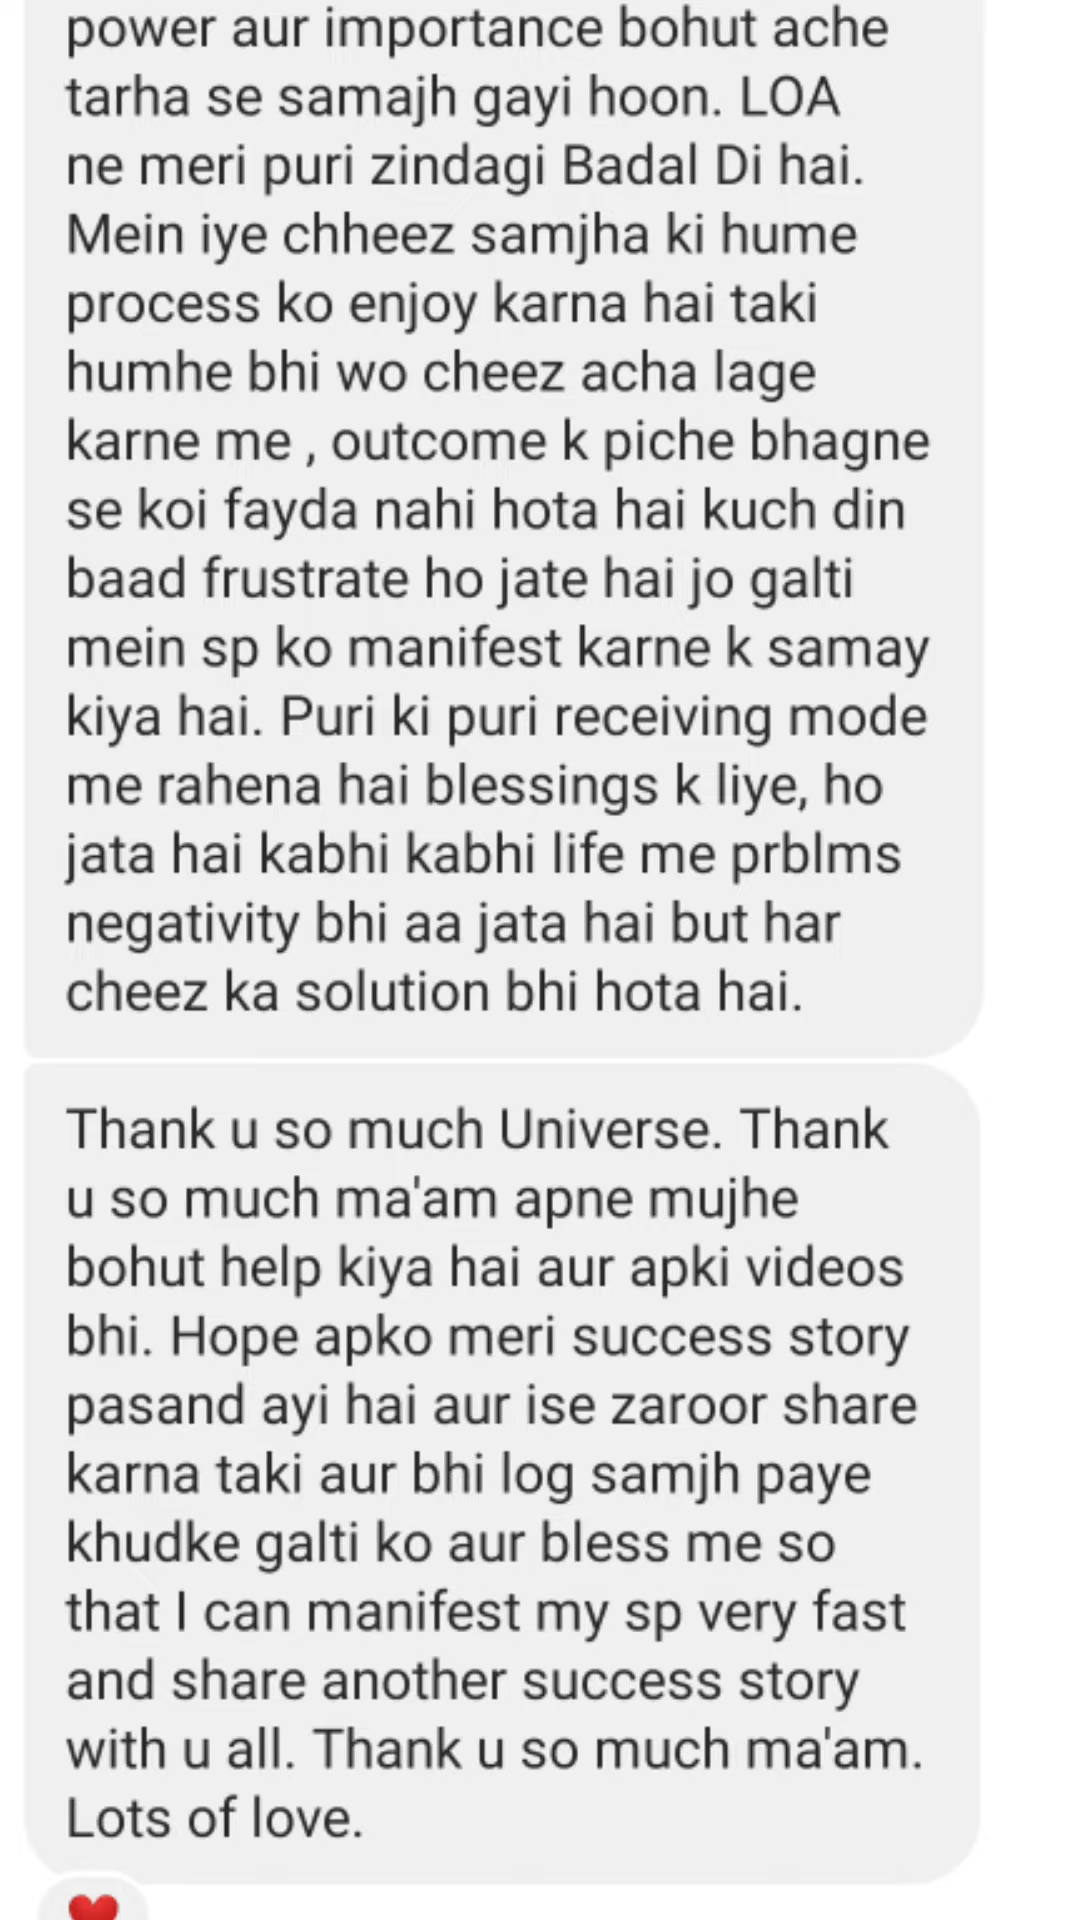 power aur importance bohut ache
tarha se samajh gayi hoon. LOA
ne meri puri zindagi Badal Di hai.
Mein iye chheez samjha ki hume
process ko enjoy karna hai taki
humhe bhi wo cheez acha lage
karne me , outcome k piche bhagne
se koi fayda nahi hota hai kuch din
baad frustrate ho jate hai jo galti
mein sp ko manifest karne k samay
kiya hai. Puri ki puri receiving mode
me rahena hai blessings k liye, ho
jata hai kabhi kabhi life me prblms
negativity bhi aa jata hai but har
cheez ka solution bhi hota hai.
Thank u so much Universe. Thank
u so much ma'am apne mujhe
bohut help kiya hai aur apki videos
bhi. Hope apko meri success story
pasand ayi hai aur ise zaroor share
karna taki aur bhi log samjh paye
khudke galti ko aur bless me so
that I can manifest my sp very fast
and share another success story
with u all. Thank u so much ma'am.
Lots of love.